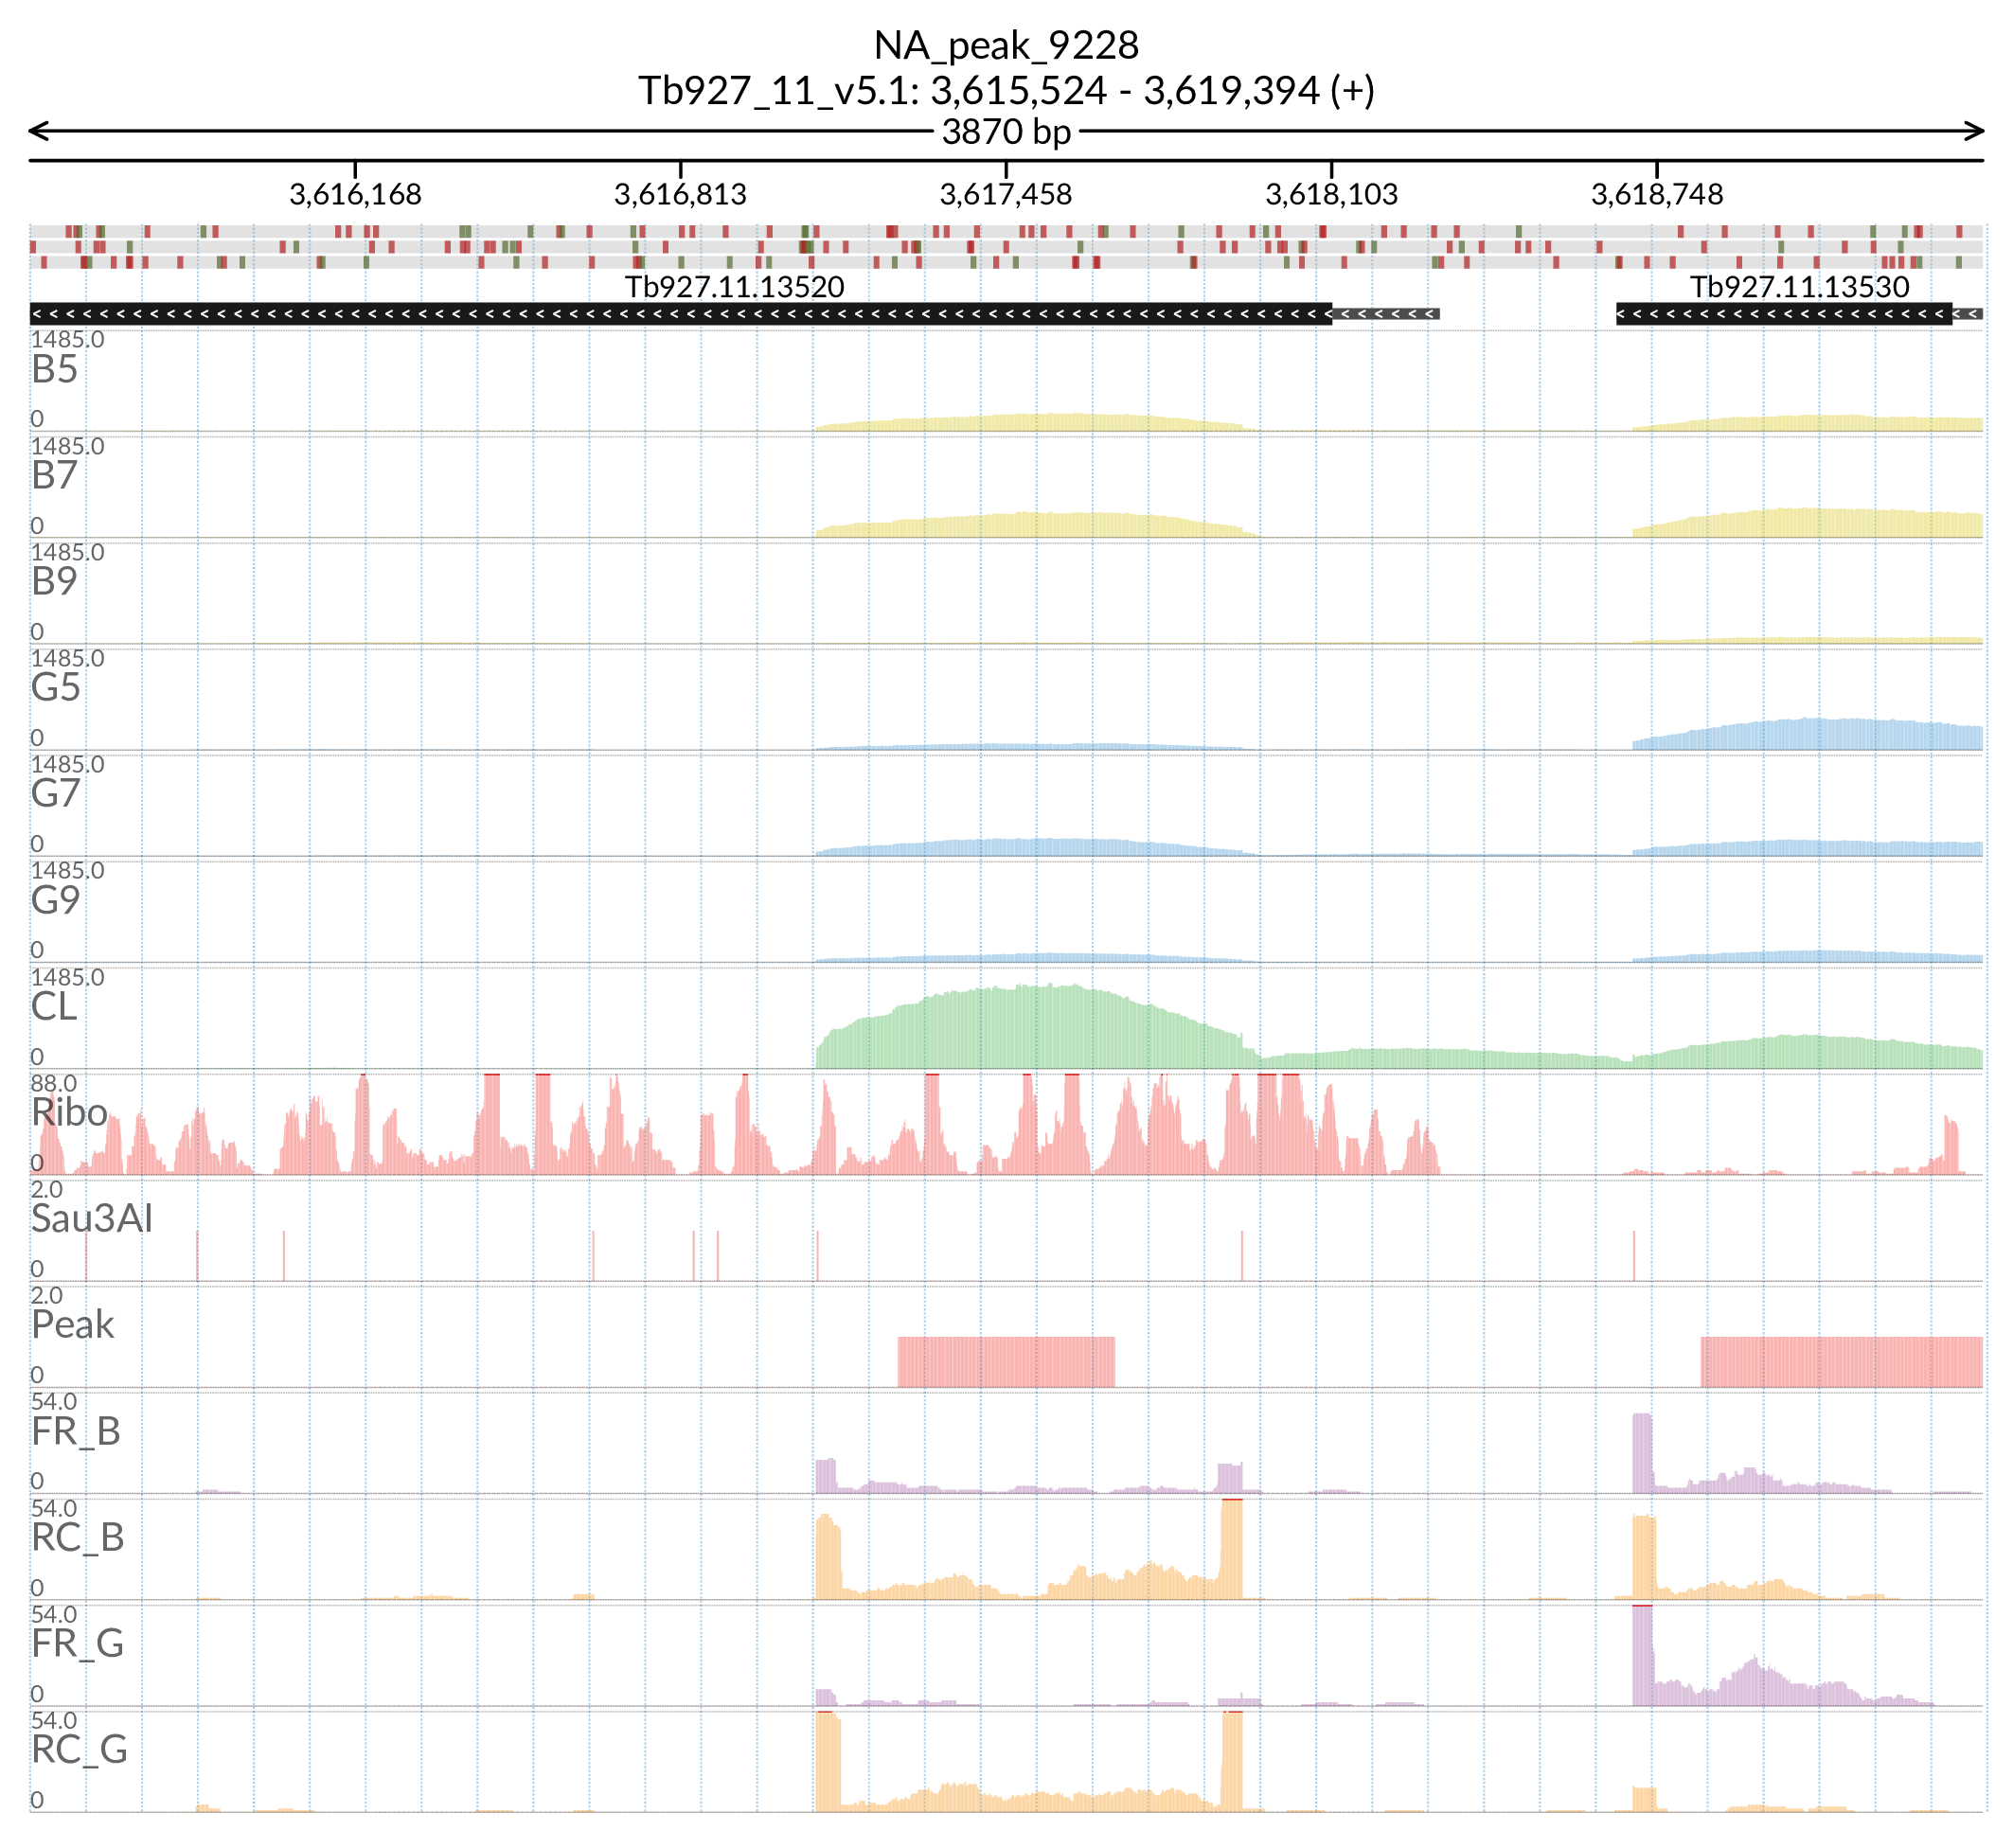 NA_peak_9228
Tb927_11_v5.1: 3,615,524 - 3,619,394 (+)
3870 bp
3,616,168 3,616,813 3,617,458 3,618,103 3,618,748
Tb927.11.13520 Tb927.11.13530
1485.0
B5
0
1485.0
B7
0
1485.0
B9
0
1485.0
G5
0
1485.0
G7
0
1485.0
G9
0
1485.0
CL
0
88.0
Ribo
0
2.0
Sau3AI
0
2.0
Peak
0
54.0
FR_B
0
54.0
RC_B
0
54.0
FR_G
0
54.0
RC_G
0